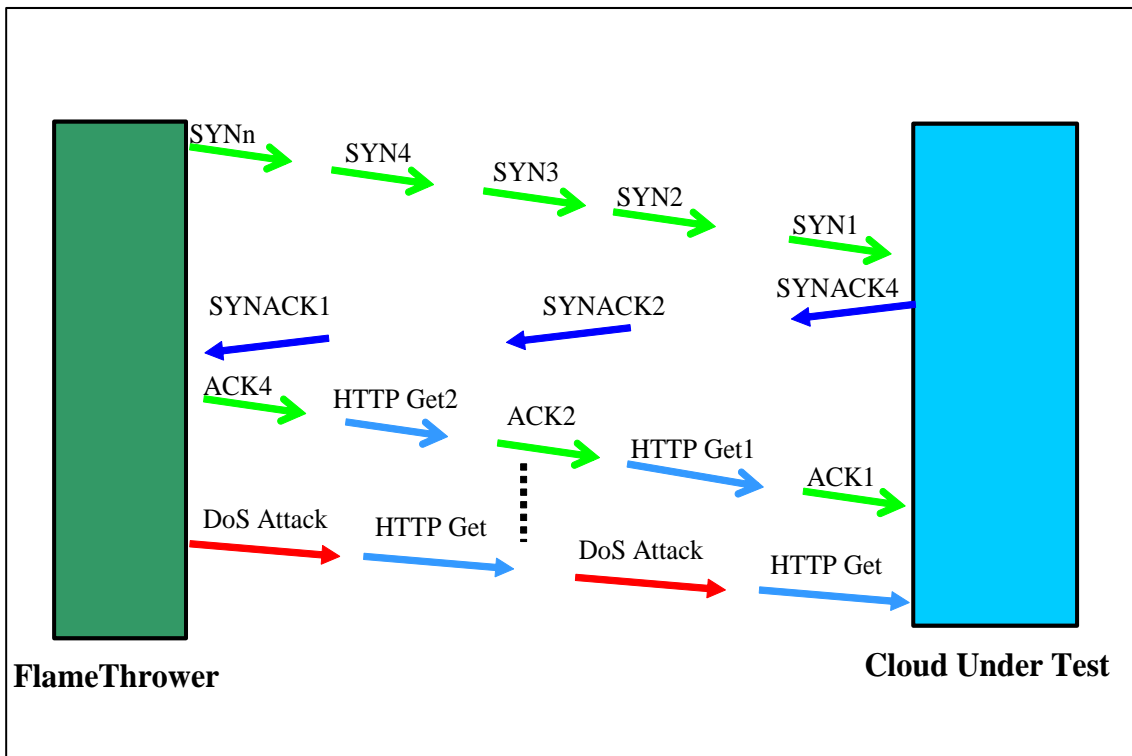 SYNn
SYN4
SYN3
SYN2
SYN1
SYNACK1
SYNACK2
SYNACK4
ACK4
HTTP Get2
ACK2
HTTP Get1
ACK1
DoS Attack
HTTP Get
DoS Attack
HTTP Get
FlameThrower
Cloud Under Test